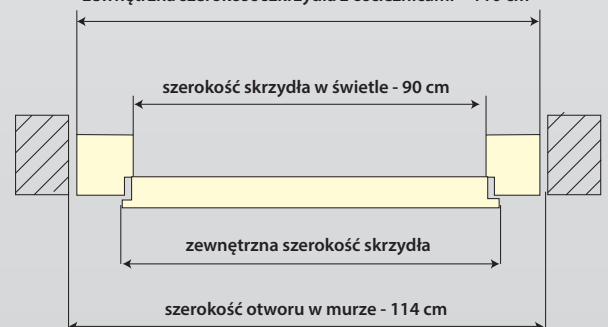 szerokość skrzydła w świetle - 90 cm
zewnętrzna szerokość skrzydła
szerokość otworu w murze - 114 cm